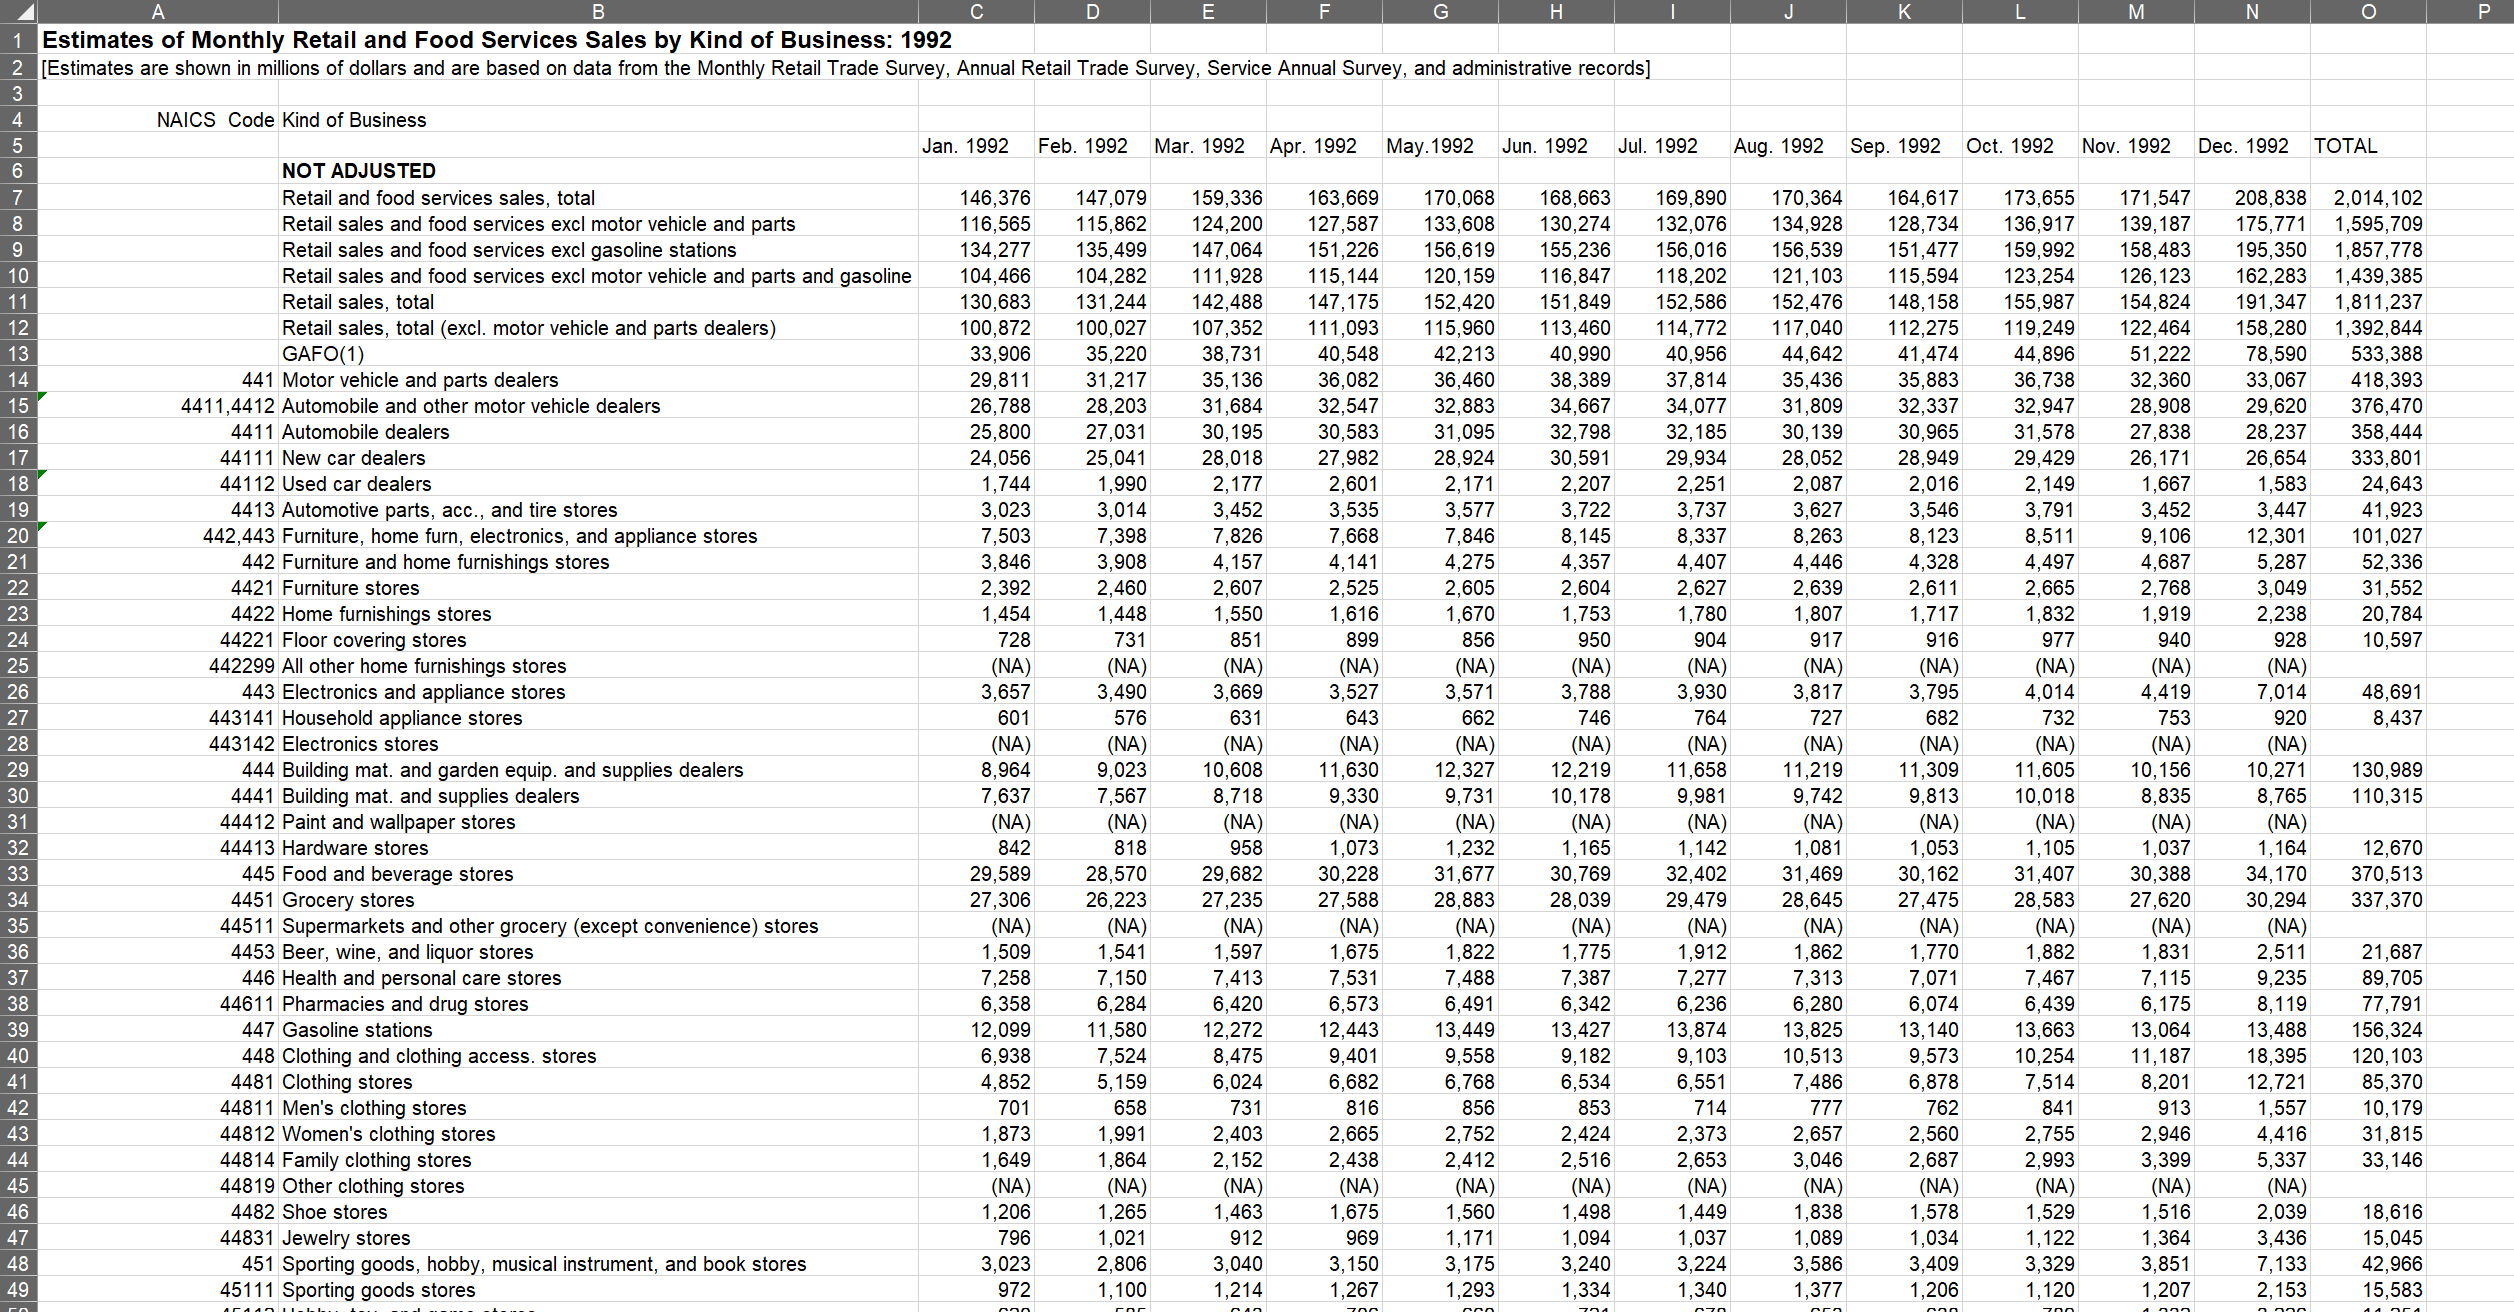 A B C D E F G H I J K L M N O P
1 Estimates of Monthly Retail and Food Services Sales by Kind of Business: 1992
2 [Estimates are shown in millions of dollars and are based on data from the Monthly Retail Trade Survey, Annual Retail Trade Survey, Service Annual Survey, and administrative records]
3
4 NAICS Code Kind of Business
5 Jan. 1992 Feb. 1992 Mar. 1992 Apr. 1992 May.1992 Jun. 1992 Jul. 1992 Aug. 1992 Sep. 1992 Oct. 1992 Nov. 1992 Dec. 1992 TOTAL
6 NOT ADJUSTED
7 Retail and food services sales, total 146,376 147,079 159,336 163,669 170,068 168,663 169,890 170,364 164,617 173,655 171,547 208,838 2,014,102
8 Retail sales and food services excl motor vehicle and parts 116,565 115,862 124,200 127,587 133,608 130,274 132,076 134,928 128,734 136,917 139,187 175,771 1,595,709
9 Retail sales and food services excl gasoline stations 134,277 135,499 147,064 151,226 156,619 155,236 156,016 156,539 151,477 159,992 158,483 195,350 1,857,778
10 Retail sales and food services excl motor vehicle and parts and gasoline 104,466 104,282 111,928 115,144 120,159 116,847 118,202 121,103 115,594 123,254 126,123 162,283 1,439,385
11 Retail sales, total 130,683 131,244 142,488 147,175 152,420 151,849 152,586 152,476 148,158 155,987 154,824 191,347 1,811,237
12 Retail sales, total (excl. motor vehicle and parts dealers) 100,872 100,027 107,352 111,093 115,960 113,460 114,772 117,040 112,275 119,249 122,464 158,280 1,392,844
13 GAFO(1) 33,906 35,220 38,731 40,548 42,213 40,990 40,956 44,642 41,474 44,896 51,222 78,590 533,388
14 441 Motor vehicle and parts dealers 29,811 31,217 35,136 36,082 36,460 38,389 37,814 35,436 35,883 36,738 32,360 33,067 418,393
15 4411,4412 Automobile and other motor vehicle dealers 26,788 28,203 31,684 32,547 32,883 34,667 34,077 31,809 32,337 32,947 28,908 29,620 376,470
16 4411 Automobile dealers 25,800 27,031 30,195 30,583 31,095 32,798 32,185 30,139 30,965 31,578 27,838 28,237 358,444
17 44111 New car dealers 24,056 25,041 28,018 27,982 28,924 30,591 29,934 28,052 28,949 29,429 26,171 26,654 333,801
18 44112 Used car dealers 1,744 1,990 2,177 2,601 2,171 2,207 2,251 2,087 2,016 2,149 1,667 1,583 24,643
19 4413 Automotive parts, acc., and tire stores 3,023 3,014 3,452 3,535 3,577 3,722 3,737 3,627 3,546 3,791 3,452 3,447 41,923
20 442,443 Furniture, home furn, electronics, and appliance stores 7,503 7,398 7,826 7,668 7,846 8,145 8,337 8,263 8,123 8,511 9,106 12,301 101,027
21 442 Furniture and home furnishings stores 3,846 3,908 4,157 4,141 4,275 4,357 4,407 4,446 4,328 4,497 4,687 5,287 52,336
22 4421 Furniture stores 2,392 2,460 2,607 2,525 2,605 2,604 2,627 2,639 2,611 2,665 2,768 3,049 31,552
23 4422 Home furnishings stores 1,454 1,448 1,550 1,616 1,670 1,753 1,780 1,807 1,717 1,832 1,919 2,238 20,784
24 44221 Floor covering stores 728 731 851 899 856 950 904 917 916 977 940 928 10,597
25 442299 All other home furnishings stores (NA) (NA) (NA) (NA) (NA) (NA) (NA) (NA) (NA) (NA) (NA) (NA)
26 443 Electronics and appliance stores 3,657 3,490 3,669 3,527 3,571 3,788 3,930 3,817 3,795 4,014 4,419 7,014 48,691
27 443141 Household appliance stores 601 576 631 643 662 746 764 727 682 732 753 920 8,437
28 443142 Electronics stores (NA) (NA) (NA) (NA) (NA) (NA) (NA) (NA) (NA) (NA) (NA) (NA)
29 444 Building mat. and garden equip. and supplies dealers 8,964 9,023 10,608 11,630 12,327 12,219 11,658 11,219 11,309 11,605 10,156 10,271 130,989
30 4441 Building mat. and supplies dealers 7,637 7,567 8,718 9,330 9,731 10,178 9,981 9,742 9,813 10,018 8,835 8,765 110,315
31 44412 Paint and wallpaper stores (NA) (NA) (NA) (NA) (NA) (NA) (NA) (NA) (NA) (NA) (NA) (NA)
32 44413 Hardware stores 842 818 958 1,073 1,232 1,165 1,142 1,081 1,053 1,105 1,037 1,164 12,670
33 445 Food and beverage stores 29,589 28,570 29,682 30,228 31,677 30,769 32,402 31,469 30,162 31,407 30,388 34,170 370,513
34 4451 Grocery stores 27,306 26,223 27,235 27,588 28,883 28,039 29,479 28,645 27,475 28,583 27,620 30,294 337,370
35 44511 Supermarkets and other grocery (except convenience) stores (NA) (NA) (NA) (NA) (NA) (NA) (NA) (NA) (NA) (NA) (NA) (NA)
36 4453 Beer, wine, and liquor stores 1,509 1,541 1,597 1,675 1,822 1,775 1,912 1,862 1,770 1,882 1,831 2,511 21,687
37 446 Health and personal care stores 7,258 7,150 7,413 7,531 7,488 7,387 7,277 7,313 7,071 7,467 7,115 9,235 89,705
38 44611 Pharmacies and drug stores 6,358 6,284 6,420 6,573 6,491 6,342 6,236 6,280 6,074 6,439 6,175 8,119 77,791
39 447 Gasoline stations 12,099 11,580 12,272 12,443 13,449 13,427 13,874 13,825 13,140 13,663 13,064 13,488 156,324
40 448 Clothing and clothing access. stores 6,938 7,524 8,475 9,401 9,558 9,182 9,103 10,513 9,573 10,254 11,187 18,395 120,103
41 4481 Clothing stores 4,852 5,159 6,024 6,682 6,768 6,534 6,551 7,486 6,878 7,514 8,201 12,721 85,370
42 44811 Men's clothing stores 701 658 731 816 856 853 714 777 762 841 913 1,557 10,179
43 44812 Women's clothing stores 1,873 1,991 2,403 2,665 2,752 2,424 2,373 2,657 2,560 2,755 2,946 4,416 31,815
44 44814 Family clothing stores 1,649 1,864 2,152 2,438 2,412 2,516 2,653 3,046 2,687 2,993 3,399 5,337 33,146
45 44819 Other clothing stores (NA) (NA) (NA) (NA) (NA) (NA) (NA) (NA) (NA) (NA) (NA) (NA)
46 4482 Shoe stores 1,206 1,265 1,463 1,675 1,560 1,498 1,449 1,838 1,578 1,529 1,516 2,039 18,616
47 44831 Jewelry stores 796 1,021 912 969 1,171 1,094 1,037 1,089 1,034 1,122 1,364 3,436 15,045
48 451 Sporting goods, hobby, musical instrument, and book stores 3,023 2,806 3,040 3,150 3,175 3,240 3,224 3,586 3,409 3,329 3,851 7,133 42,966
49 45111 Sporting goods stores 972 1,100 1,214 1,267 1,293 1,334 1,340 1,377 1,206 1,120 1,207 2,153 15,583